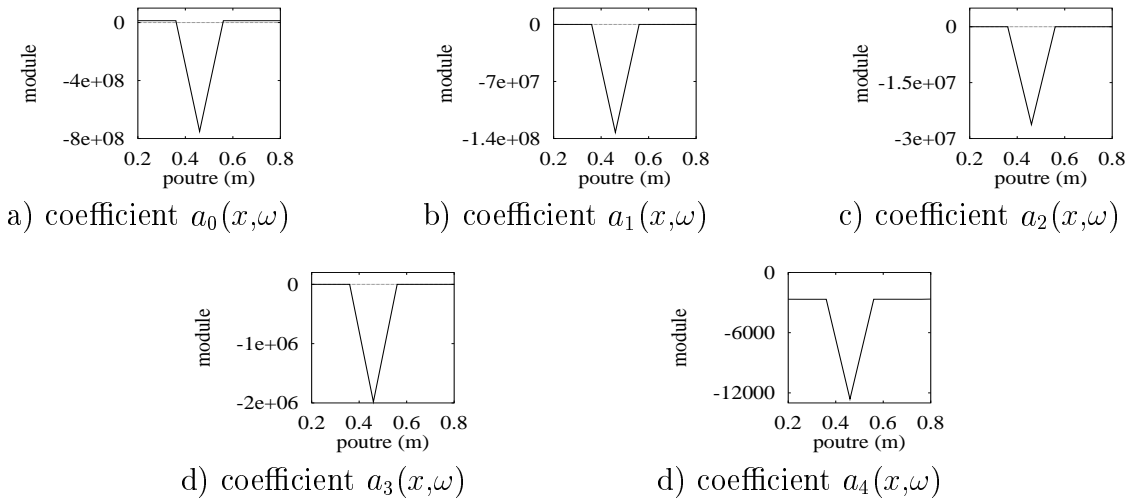 0
-4e+08
-8e+08
module
0.2 0.4 0.6 0.8
poutre (m)
a) coefficient a₀(x,ω)
0
-7e+07
-1.4e+08
module
0.2 0.4 0.6 0.8
poutre (m)
b) coefficient a₁(x,ω)
0
-1.5e+07
-3e+07
module
0.2 0.4 0.6 0.8
poutre (m)
c) coefficient a₂(x,ω)
0
-1e+06
-2e+06
module
0.2 0.4 0.6 0.8
poutre (m)
d) coefficient a₃(x,ω)
0
-6000
-12000
module
0.2 0.4 0.6 0.8
poutre (m)
d) coefficient a₄(x,ω)